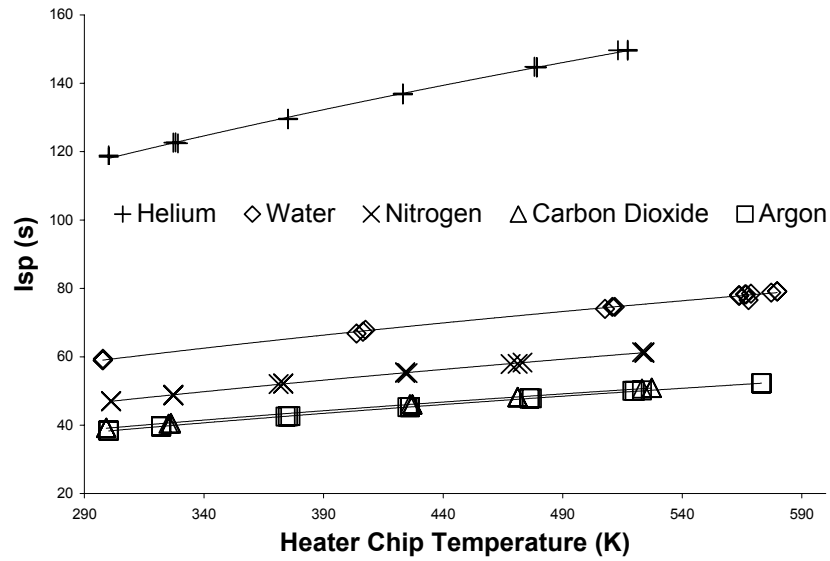 160
140
120
100
Helium Water Nitrogen Carbon Dioxide Argon
80
60
40
20
Isp (s)
290 340 390 440 490 540 590
Heater Chip Temperature (K)